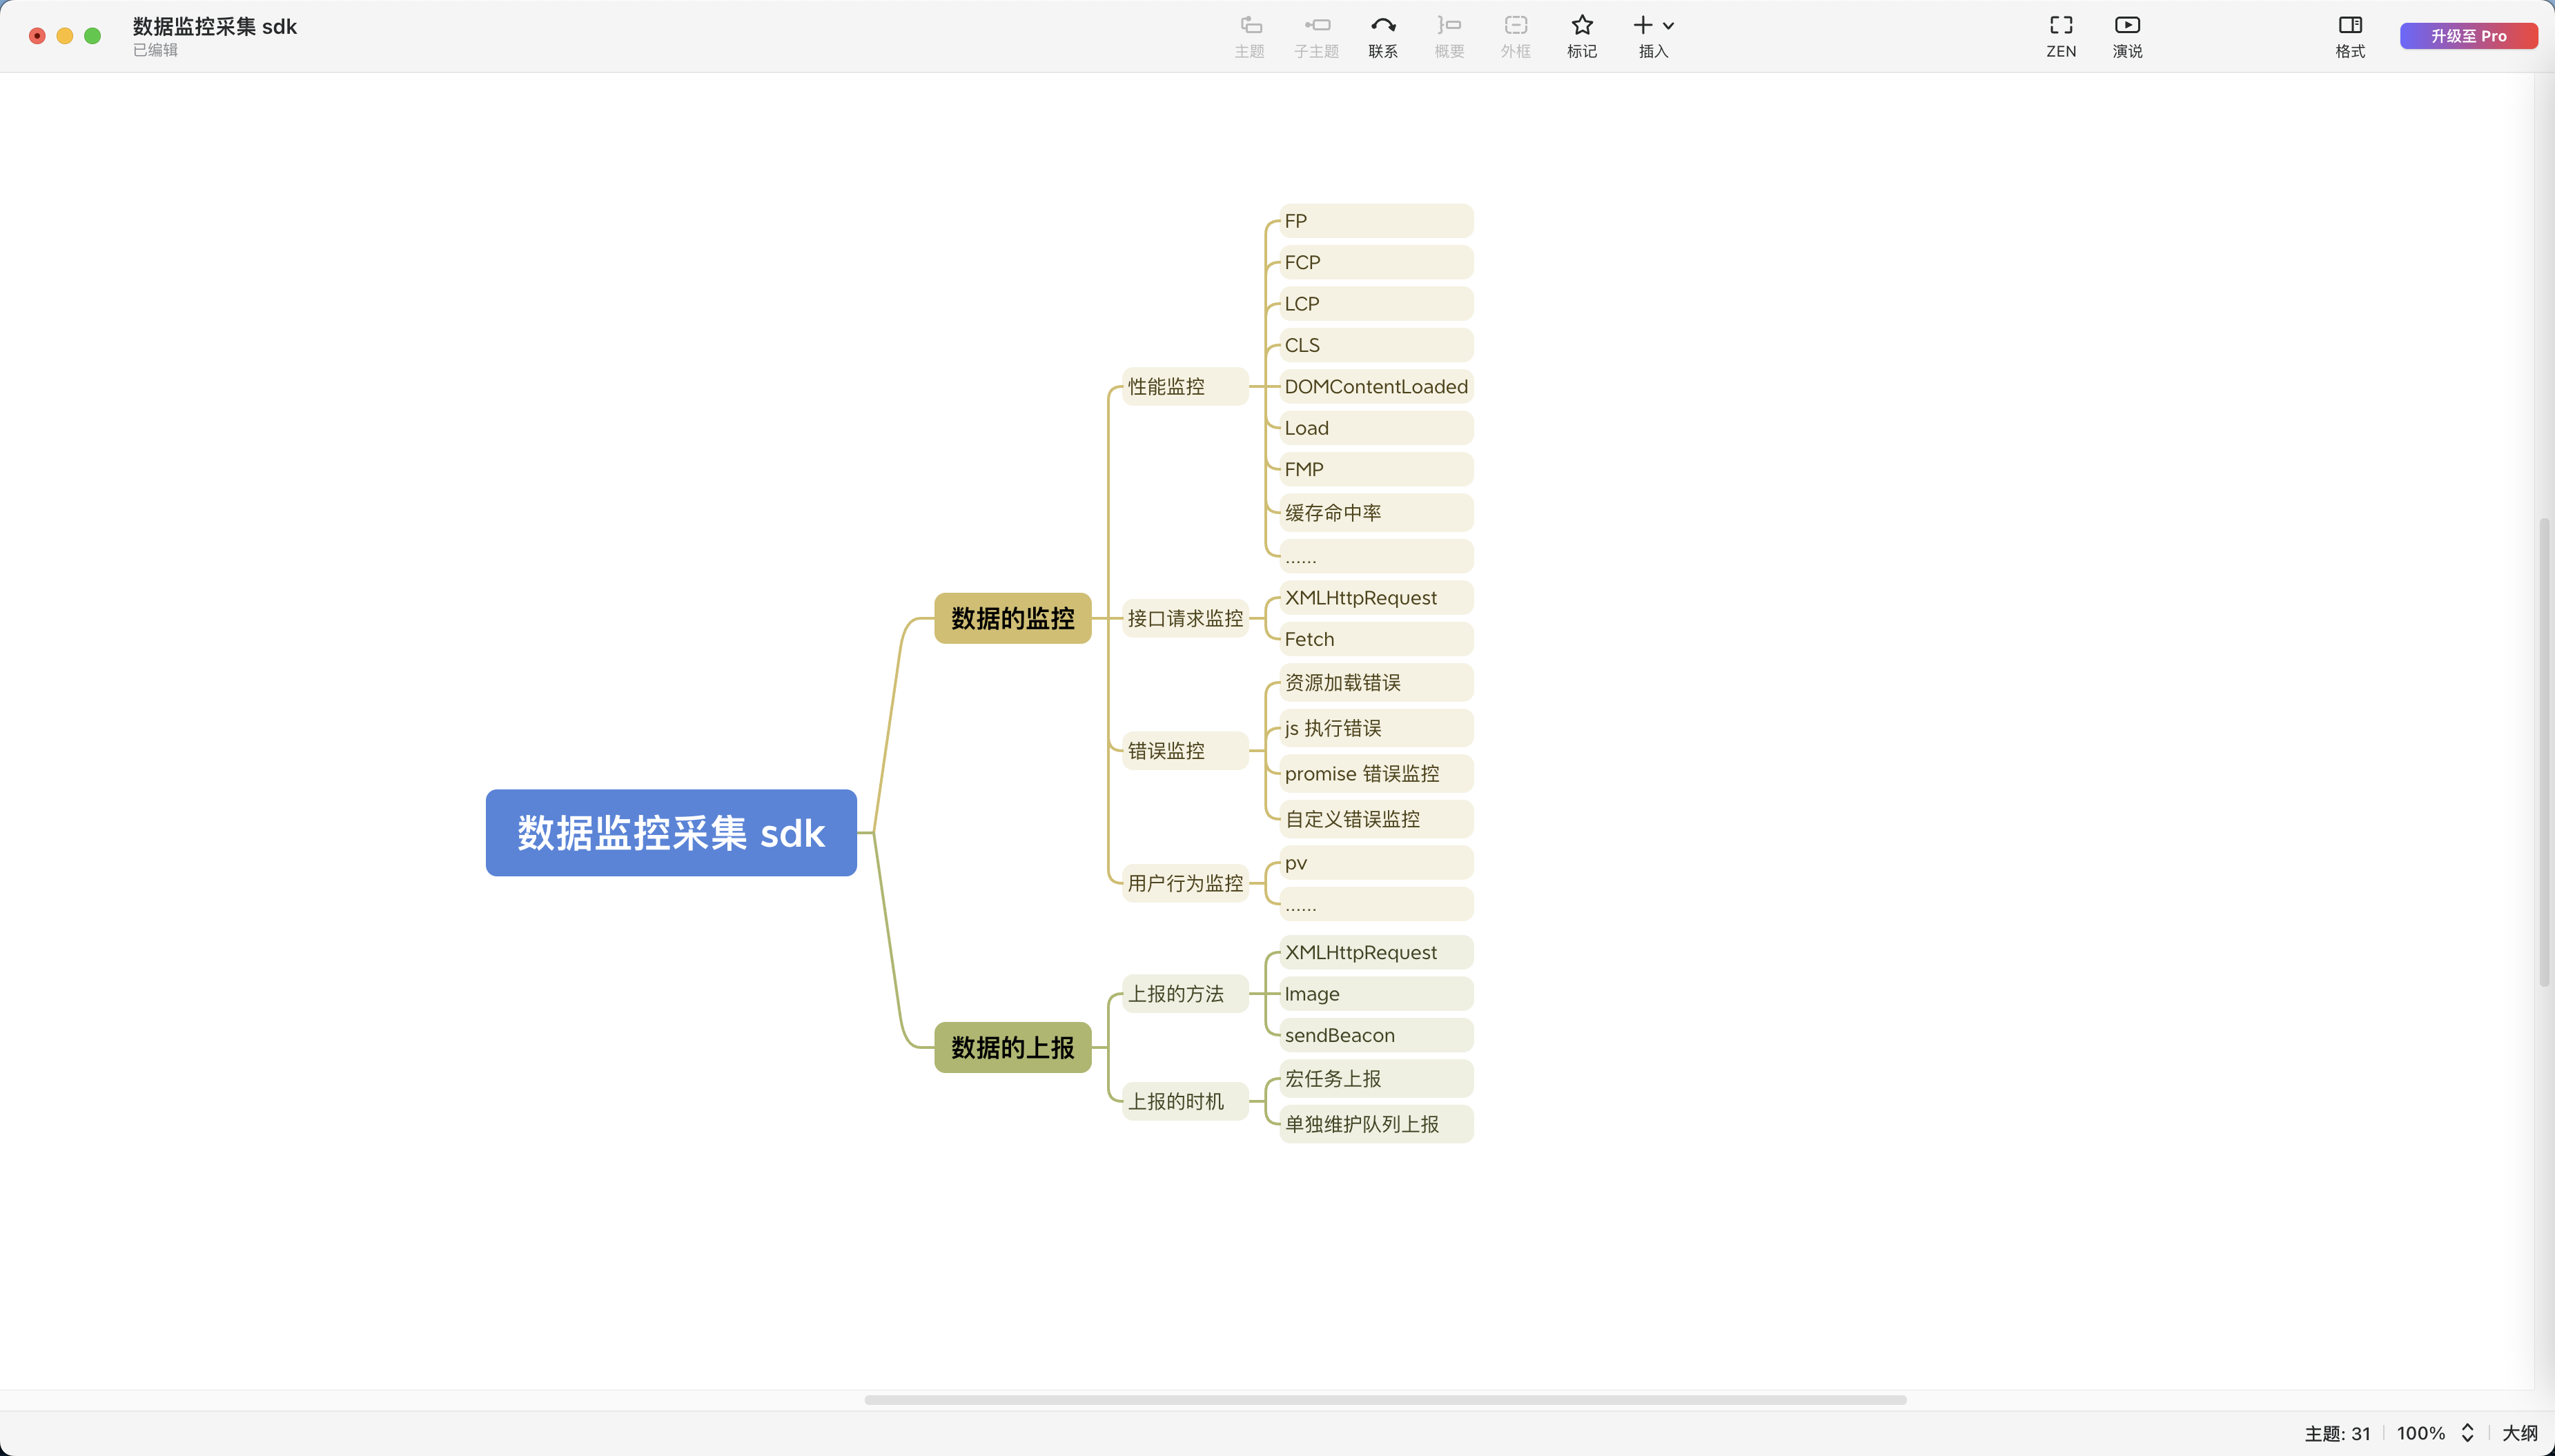 数据监控采集 sdk
已编辑
主题
子主题
联系
概要
外框
标记
插入
ZEN
演说
格式
升级至 Pro
数据监控采集 sdk
数据的监控
性能监控
FP
FCP
LCP
CLS
DOMContentLoaded
Load
FMP
缓存命中率
......
接口请求监控
XMLHttpRequest
Fetch
错误监控
资源加载错误
js 执行错误
promise 错误监控
自定义错误监控
用户行为监控
pv
......
数据的上报
上报的方法
XMLHttpRequest
Image
sendBeacon
上报的时机
宏任务上报
单独维护队列上报
主题: 31
100%
大纲